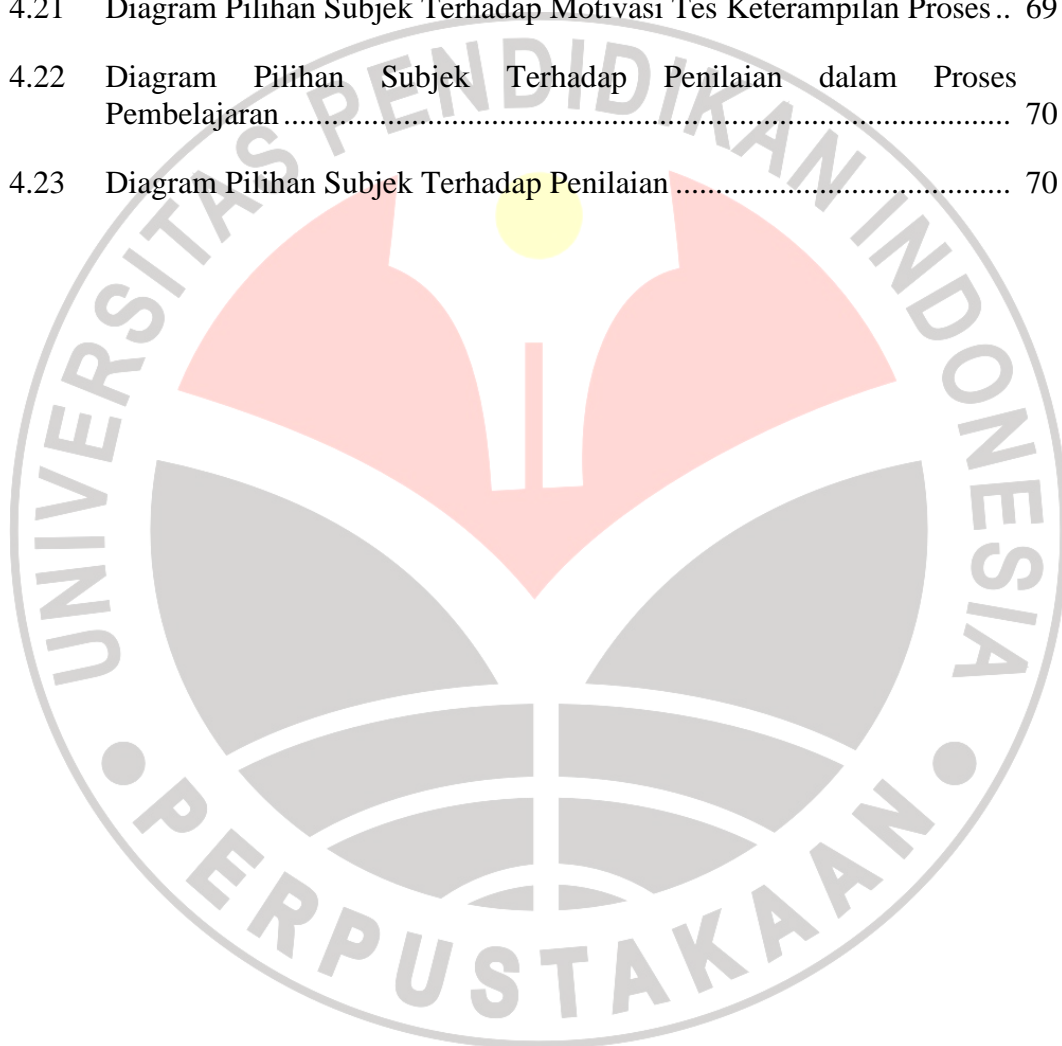 4.21 Diagram Pilihan Subjek Terhadap Motivasi Tes Keterampilan Proses .. 69
4.22 Diagram Pilihan Subjek Terhadap Penilaian dalam Proses
Pembelajaran ............................................................................................ 70
4.23 Diagram Pilihan Subjek Terhadap Penilaian .......................................... 70
UNIVERSITAS PENDIDIKAN INDONESIA
PERPUSTAKAAN